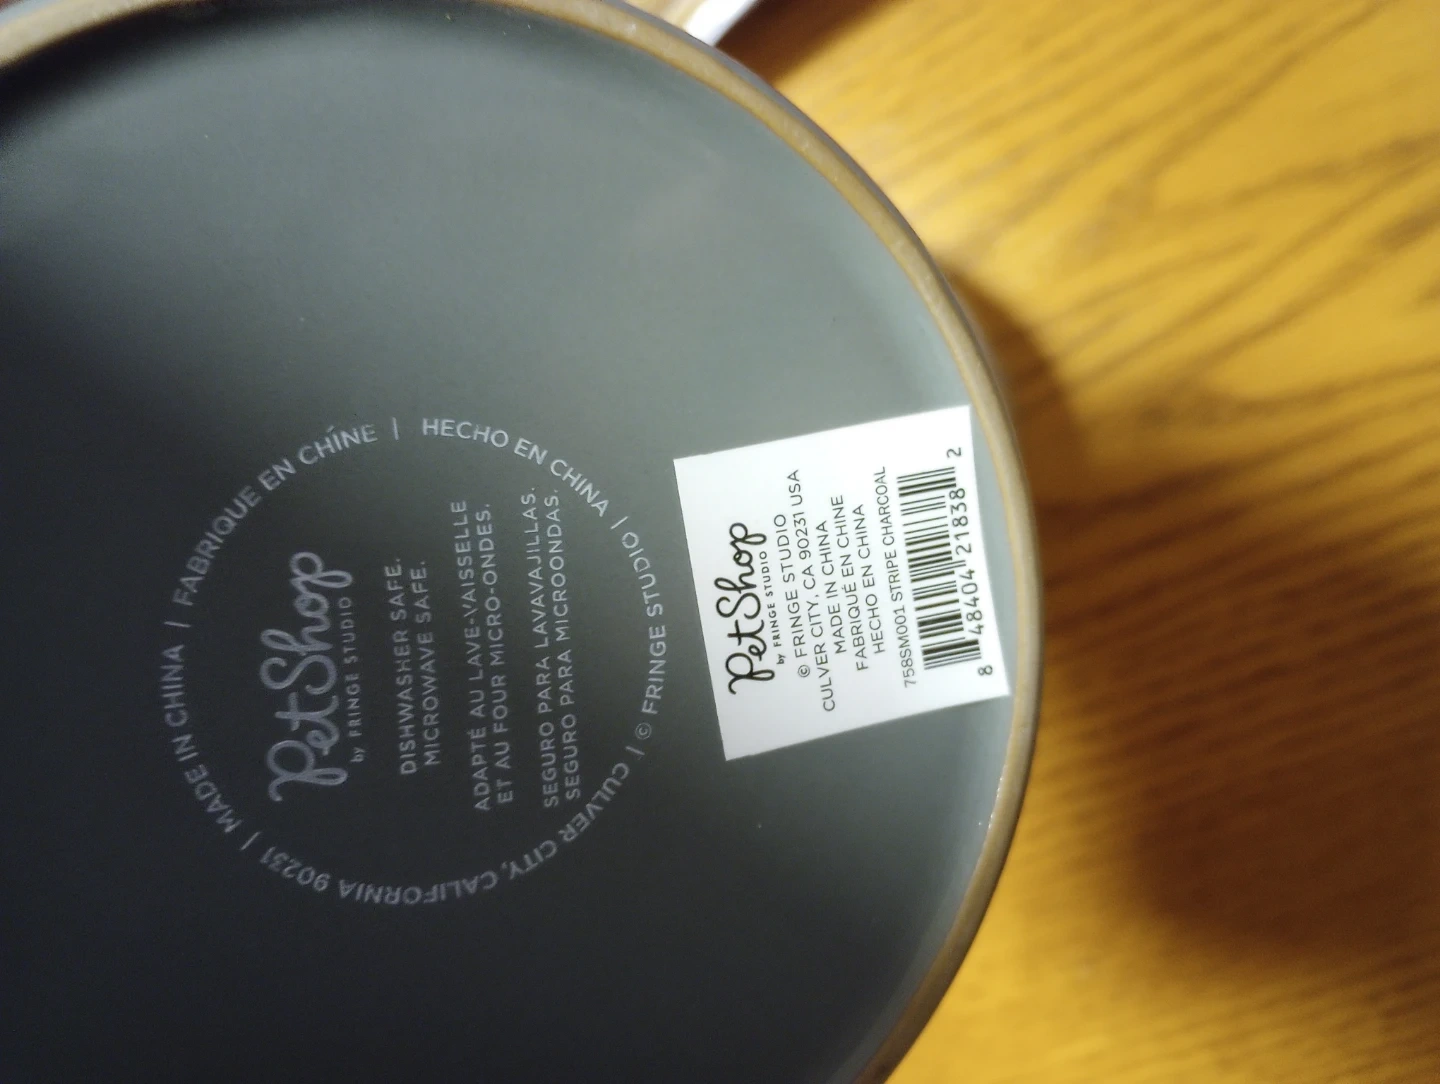 MADE IN CHINA | FABRIQUE EN CHINE | HECHO EN CHINA | © FRINGE STUDIO | CULVER CITY, CALIFORNIA 90231 |
PetShop
by FRINGE STUDIO
DISHWASHER SAFE.
MICROWAVE SAFE.
ADAPTÉ AU LAVE-VAISSELLE
ET AU FOUR MICRO-ONDES.
SEGURO PARA LAVAVAJILLAS.
SEGURO PARA MICROONDAS.
PetShop
by FRINGE STUDIO
© FRINGE STUDIO
CULVER CITY, CA 90231 USA
MADE IN CHINA
FABRIQUÉ EN CHINE
HECHO EN CHINA
758SM001 STRIPE CHARCOAL
8 48404 21838 2